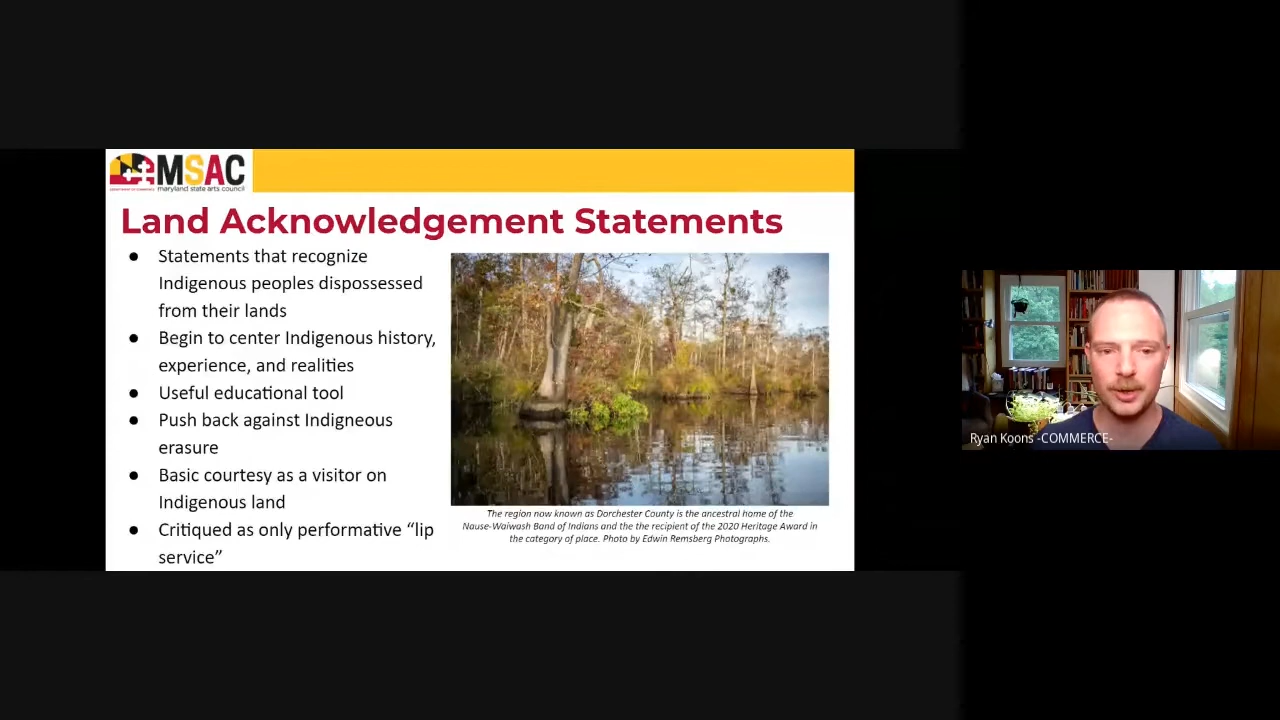 MSAC
maryland state arts council
Land Acknowledgement Statements
● Statements that recognize
Indigenous peoples dispossessed
from their lands
● Begin to center Indigenous history,
experience, and realities
● Useful educational tool
● Push back against Indigneous
erasure
● Basic courtesy as a visitor on
Indigenous land
● Critiqued as only performative “lip
service”
The region now known as Dorchester County is the ancestral home of the
Nause-Waiwash Band of Indians and the the recipient of the 2020 Heritage Award in
the category of place. Photo by Edwin Remsberg Photographs.
Ryan Koons -COMMERCE-